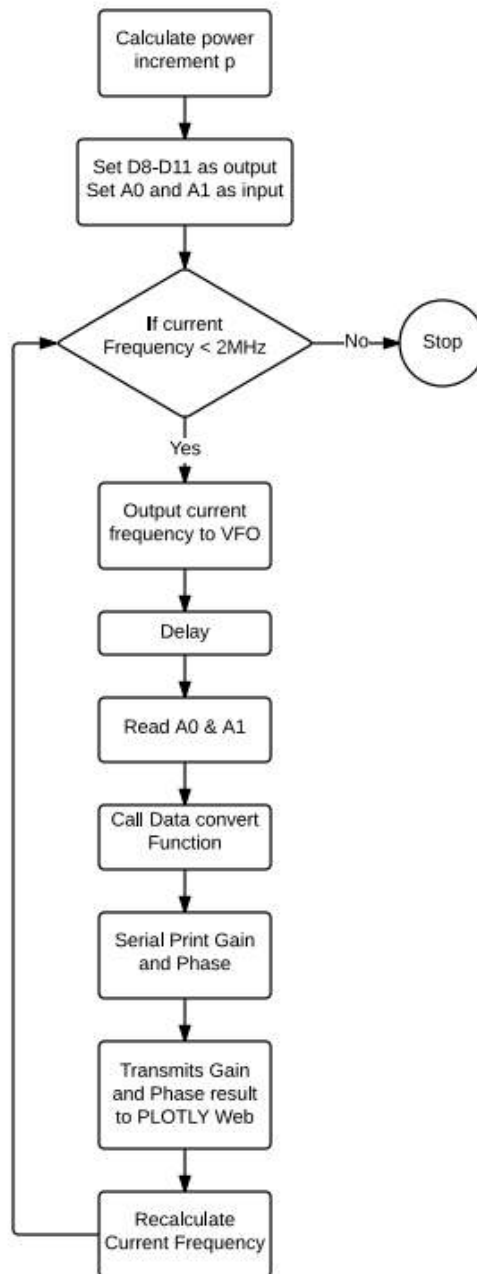 Calculate power
increment p
Set D8-D11 as output
Set A0 and A1 as input
If current
Frequency < 2MHz
No
Stop
Yes
Output current
frequency to VFO
Delay
Read A0 & A1
Call Data convert
Function
Serial Print Gain
and Phase
Transmits Gain
and Phase result
to PLOTLY Web
Recalculate
Current Frequency